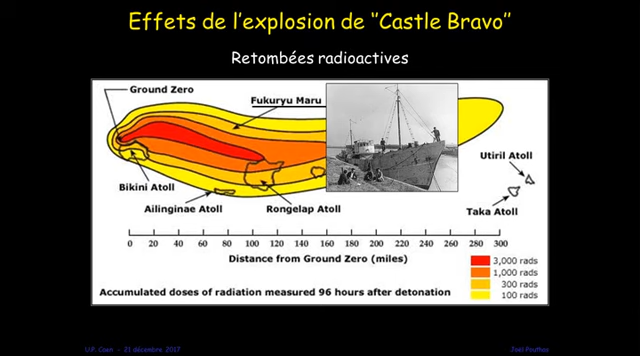 Effets de l’explosion de ‘‘Castle Bravo’’
Retombées radioactives
Ground Zero
Fukuryu Maru
Utiril Atoll
Bikini Atoll
Ailinginae Atoll
Rongelap Atoll
Taka Atoll
0 20 40 60 80 100 120 140 160 180 200 220 240 260 280 300
Distance from Ground Zero (miles)
3,000 rads
1,000 rads
300 rads
100 rads
Accumulated doses of radiation measured 96 hours after detonation
U.P. Caen - 21 décembre 2017
Joël Pouthas